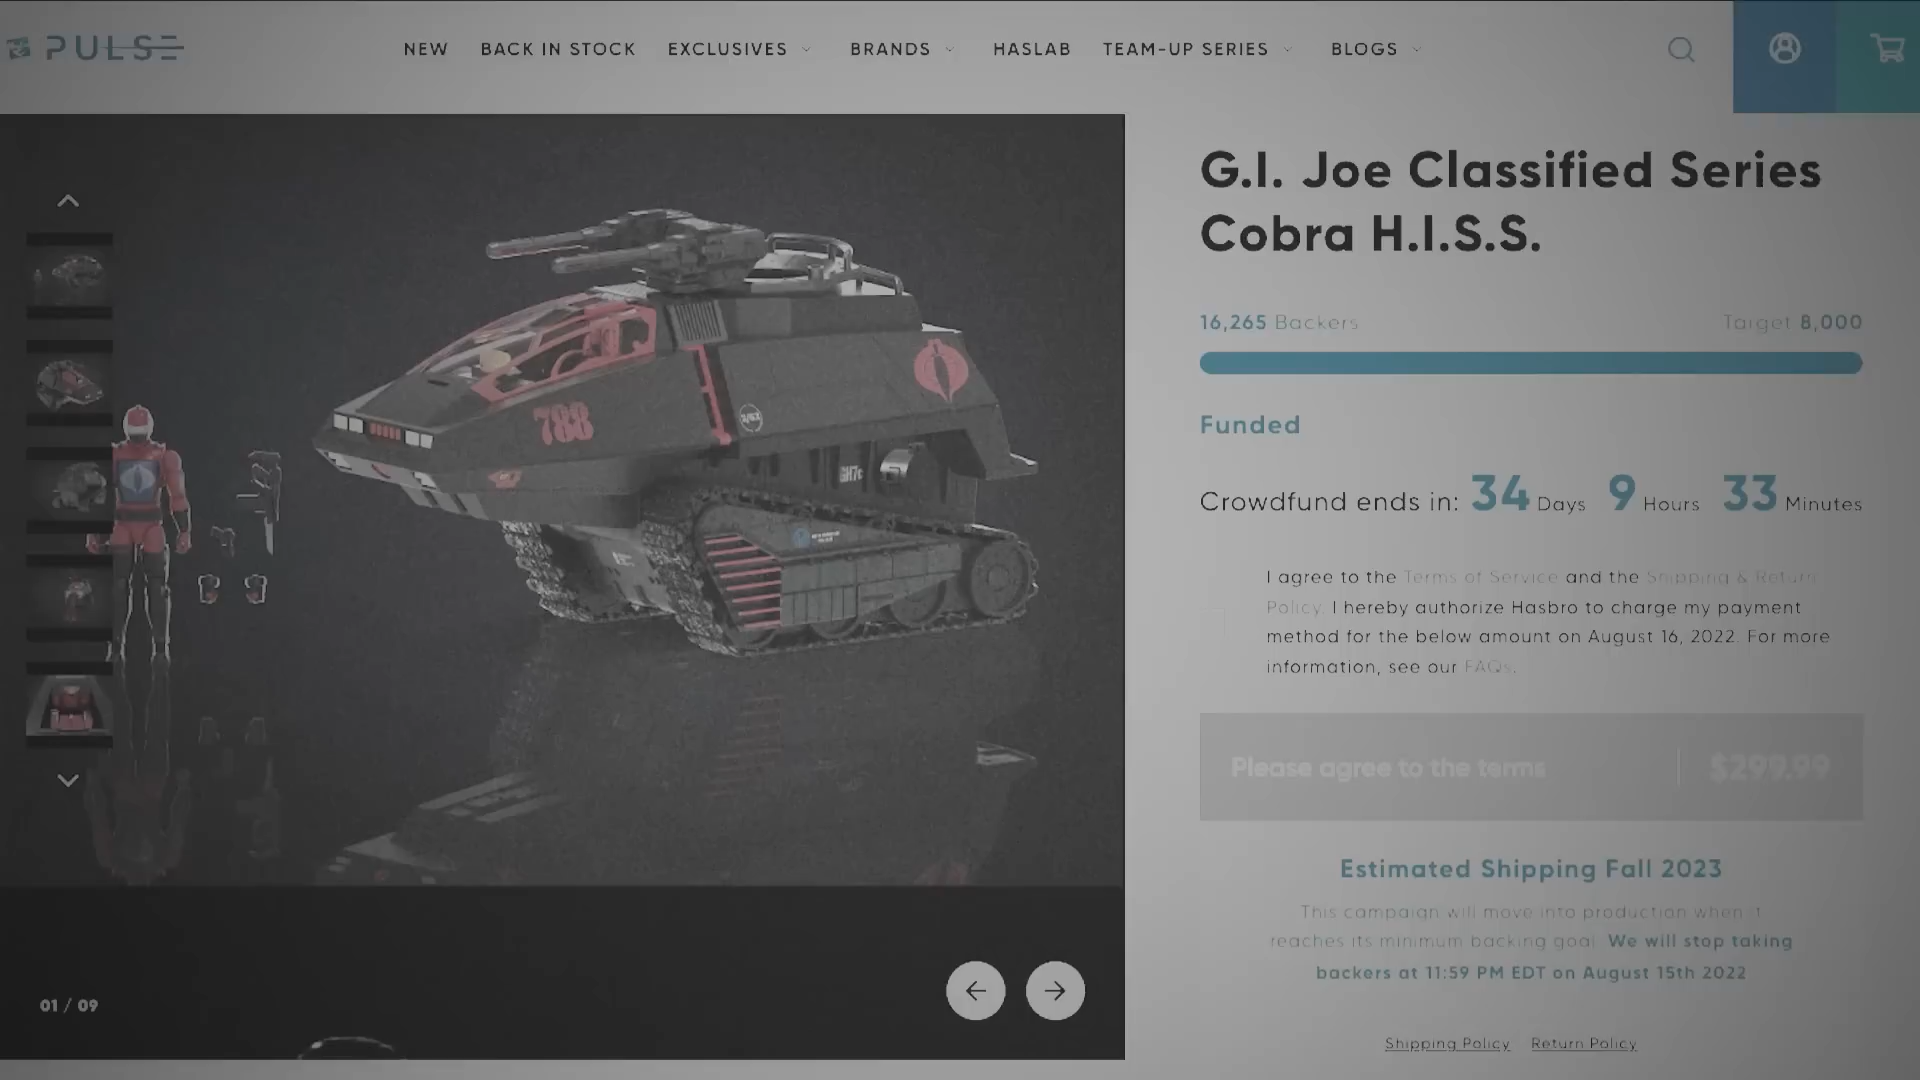 PULSE
NEW
BACK IN STOCK
EXCLUSIVES
BRANDS
HASLAB
TEAM-UP SERIES
BLOGS
G.I. Joe Classified Series
Cobra H.I.S.S.
16,265 Backers
Target 8,000
Funded
Crowdfund ends in: 34 Days 9 Hours 33 Minutes
I agree to the Terms of Service and the Shipping & Return
Policy. I hereby authorize Hasbro to charge my payment
method for the below amount on August 16, 2022. For more
information, see our FAQs.
Please agree to the terms
$299.99
Estimated Shipping Fall 2023
This campaign will move into production when it
reaches its minimum backing goal. We will stop taking
backers at 11:59 PM EDT on August 15th 2022
Shipping Policy
Return Policy
788
01 / 09